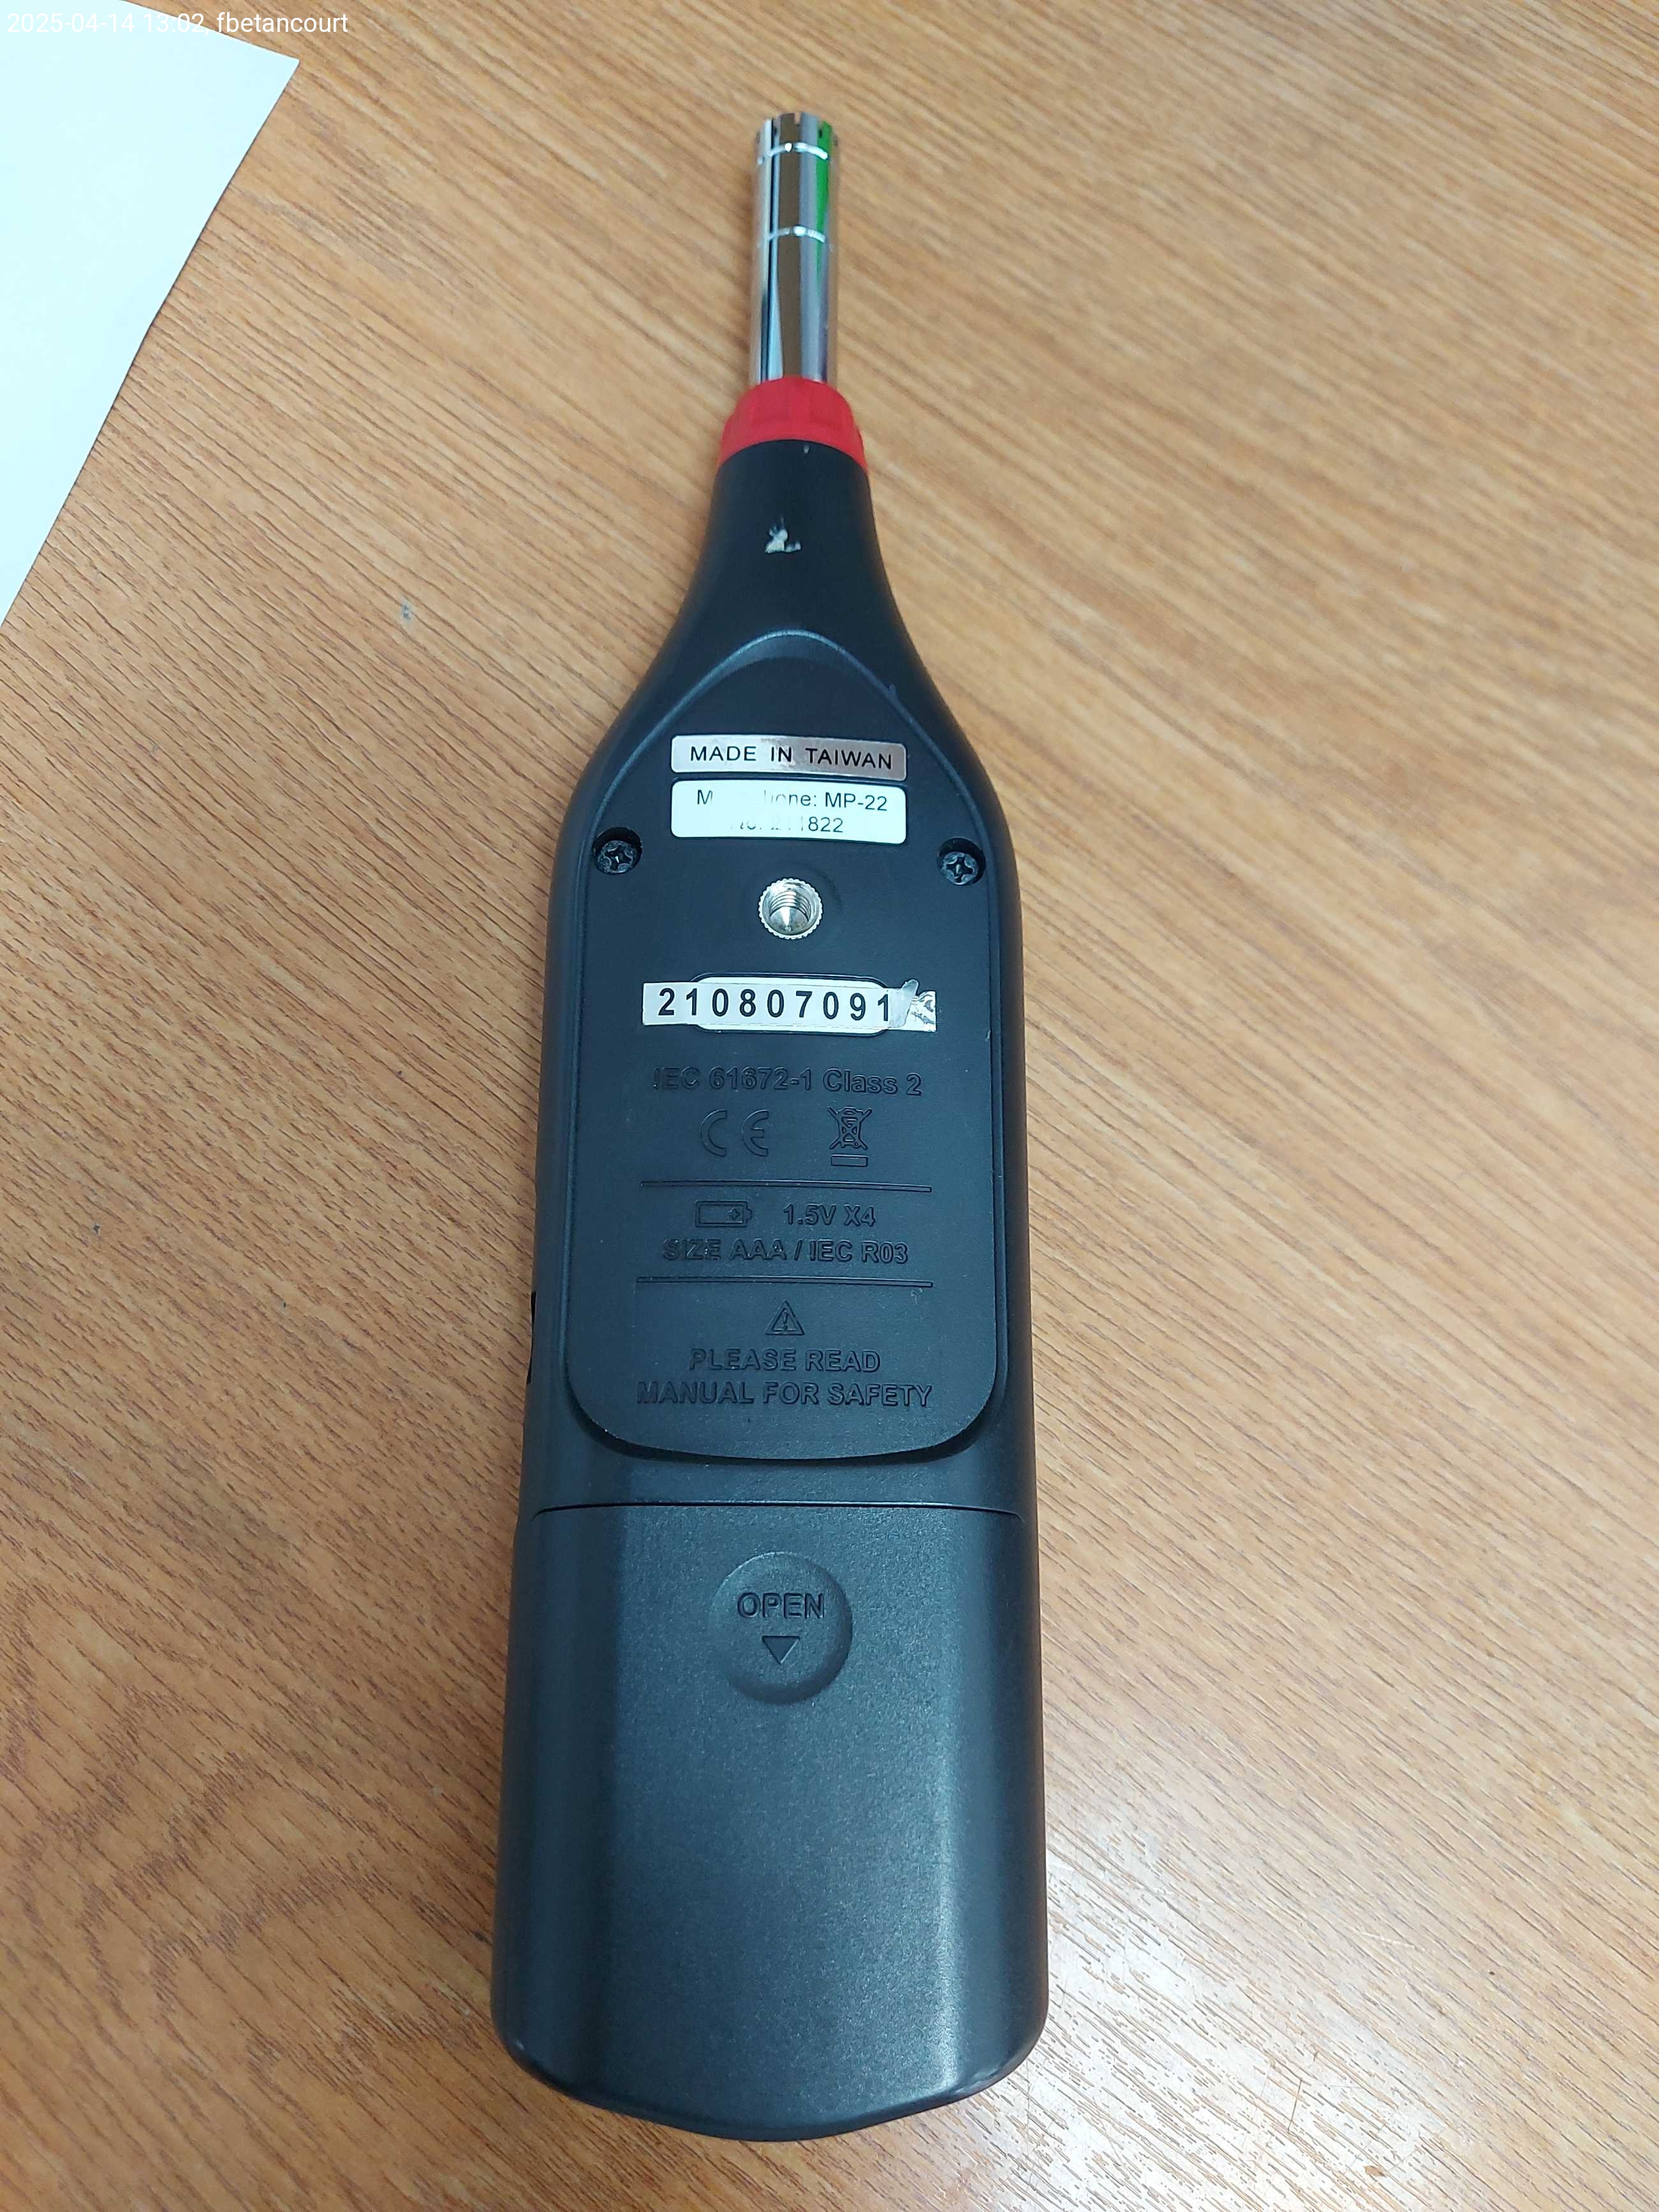 2025-04-14 13:02, fbetancourt
MADE IN TAIWAN
MP-22
210807091
IEC 61672-1 Class 2
CE
1.5V X4
SIZE AAA / IEC R03
PLEASE READ
MANUAL FOR SAFETY
OPEN